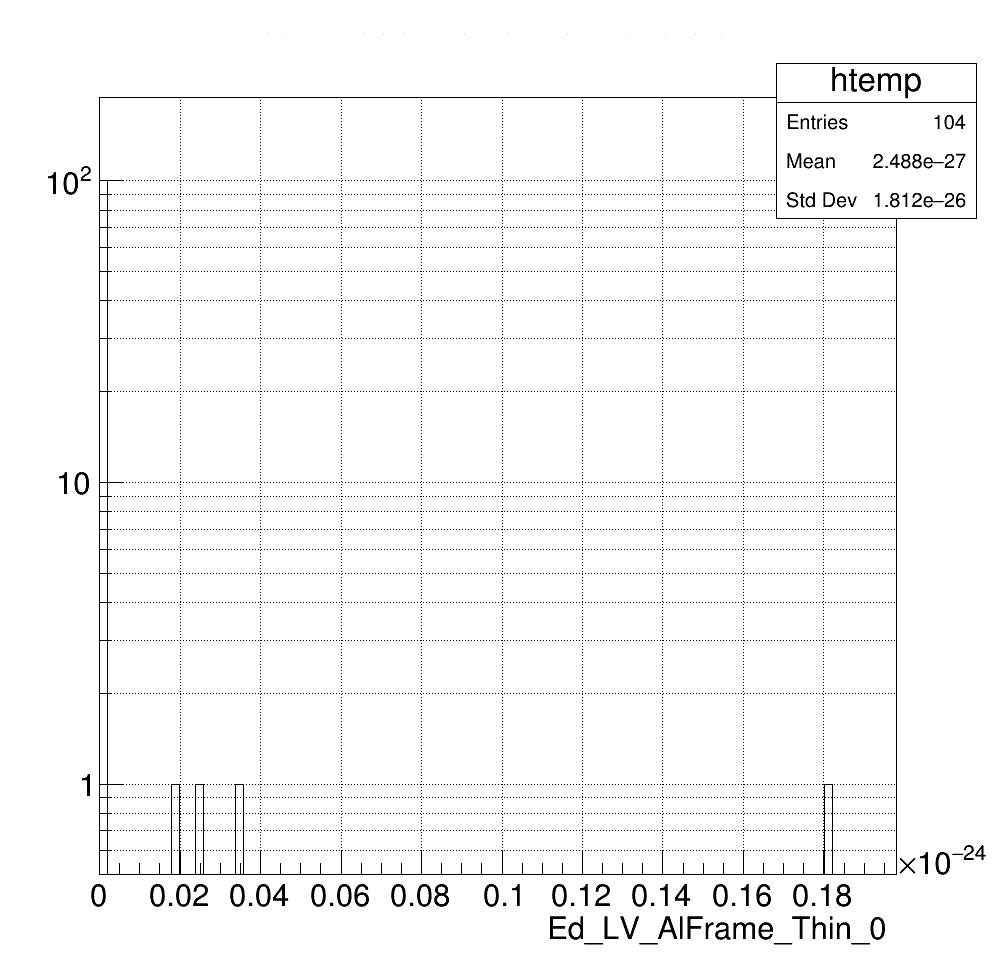 htemp
Entries 104
Mean 2.488e−27
Std Dev 1.812e−26
10²
10
1
×10⁻²⁴
0 0.02 0.04 0.06 0.08 0.1 0.12 0.14 0.16 0.18
Ed_LV_AlFrame_Thin_0